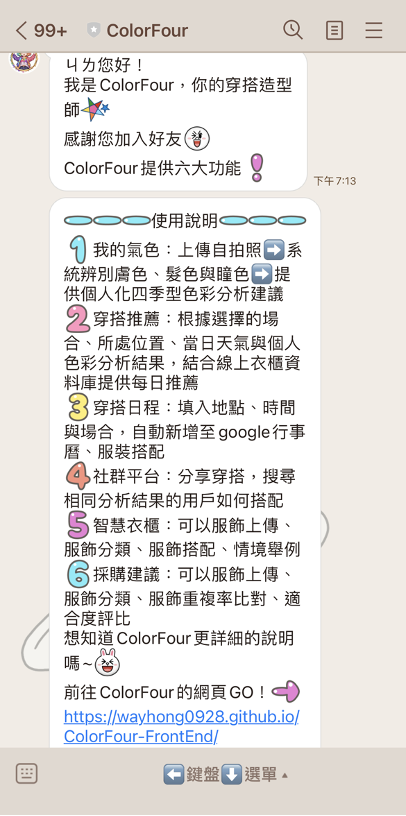 99+ ColorFour
ㄐㄌ您好！
我是ColorFour，你的穿搭造型
師
感謝您加入好友
ColorFour提供六大功能
下午7:13
使用說明
1 我的氣色：上傳自拍照➡️系
統辨別膚色、髮色與瞳色➡️提
供個人化四季型色彩分析建議
2 穿搭推薦：根據選擇的場
合、所處位置、當日天氣與個人
色彩分析結果，結合線上衣櫃資
料庫提供每日推薦
3 穿搭日程：填入地點、時間
與場合，自動新增至google行事
曆、服裝搭配
4 社群平台：分享穿搭，搜尋
相同分析結果的用戶如何搭配
5 智慧衣櫃：可以服飾上傳、
服飾分類、服飾搭配、情境舉例
6 採購建議：可以服飾上傳、
服飾分類、服飾重複率比對、適
合度評比
想知道ColorFour更詳細的說明
嗎~
前往ColorFour的網頁GO！
https://wayhong0928.github.io/
ColorFour-FrontEnd/
⬅️鍵盤⬇️選單▲